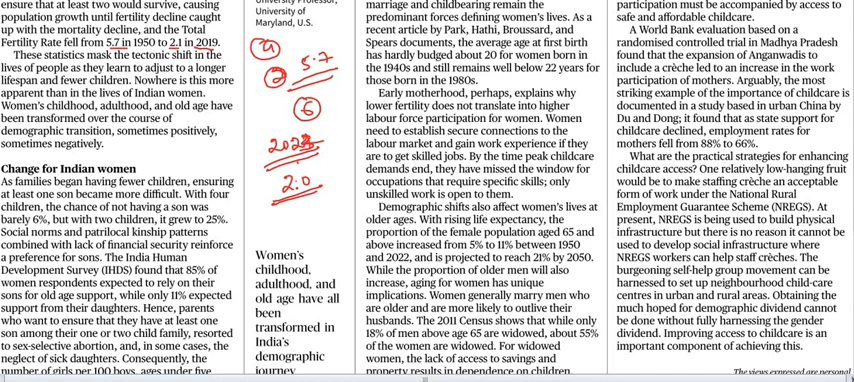 ensure that at least two would survive, causing
population growth until fertility decline caught
up with the mortality decline, and the Total
Fertility Rate fell from 5.7 in 1950 to 2.1 in 2019.
These statistics mask the tectonic shift in the
lives of people as they learn to adjust to a longer
lifespan and fewer children. Nowhere is this more
apparent than in the lives of Indian women.
Women's childhood, adulthood, and old age have
been transformed over the course of
demographic transition, sometimes positively,
sometimes negatively.
Change for Indian women
As families began having fewer children, ensuring
at least one son became more difficult. With four
children, the chance of not having a son was
barely 6%, but with two children, it grew to 25%.
Social norms and patrilocal kinship patterns
combined with lack of financial security reinforce
a preference for sons. The India Human
Development Survey (IHDS) found that 85% of
women respondents expected to rely on their
sons for old age support, while only 11% expected
support from their daughters. Hence, parents
who want to ensure that they have at least one
son among their one or two child family, resorted
to sex-selective abortion, and, in some cases, the
neglect of sick daughters. Consequently, the
number of girls per 100 boys, ages under five
University Professor,
University of
Maryland, U.S.
2 5.7
6
2023
2.0
Women's
childhood,
adulthood, and
old age have all
been
transformed in
India's
demographic
journey
marriage and childbearing remain the
predominant forces defining women's lives. As a
recent article by Park, Hathi, Broussard, and
Spears documents, the average age at first birth
has hardly budged about 20 for women born in
the 1940s and still remains well below 22 years for
those born in the 1980s.
Early motherhood, perhaps, explains why
lower fertility does not translate into higher
labour force participation for women. Women
need to establish secure connections to the
labour market and gain work experience if they
are to get skilled jobs. By the time peak childcare
demands end, they have missed the window for
occupations that require specific skills; only
unskilled work is open to them.
Demographic shifts also affect women's lives at
older ages. With rising life expectancy, the
proportion of the female population aged 65 and
above increased from 5% to 11% between 1950
and 2022, and is projected to reach 21% by 2050.
While the proportion of older men will also
increase, aging for women has unique
implications. Women generally marry men who
are older and are more likely to outlive their
husbands. The 2011 Census shows that while only
18% of men above age 65 are widowed, about 55%
of the women are widowed. For widowed
women, the lack of access to savings and
property results in dependence on children
participation must be accompanied by access to
safe and affordable childcare.
A World Bank evaluation based on a
randomised controlled trial in Madhya Pradesh
found that the expansion of Anganwadis to
include a crèche led to an increase in the work
participation of mothers. Arguably, the most
striking example of the importance of childcare is
documented in a study based in urban China by
Du and Dong; it found that as state support for
childcare declined, employment rates for
mothers fell from 88% to 66%.
What are the practical strategies for enhancing
childcare access? One relatively low-hanging fruit
would be to make staffing crèche an acceptable
form of work under the National Rural
Employment Guarantee Scheme (NREGS). At
present, NREGS is being used to build physical
infrastructure but there is no reason it cannot be
used to develop social infrastructure where
NREGS workers can help staff crèches. The
burgeoning self-help group movement can be
harnessed to set up neighbourhood child-care
centres in urban and rural areas. Obtaining the
much hoped for demographic dividend cannot
be done without fully harnessing the gender
dividend. Improving access to childcare is an
important component of achieving this.
The views expressed are personal